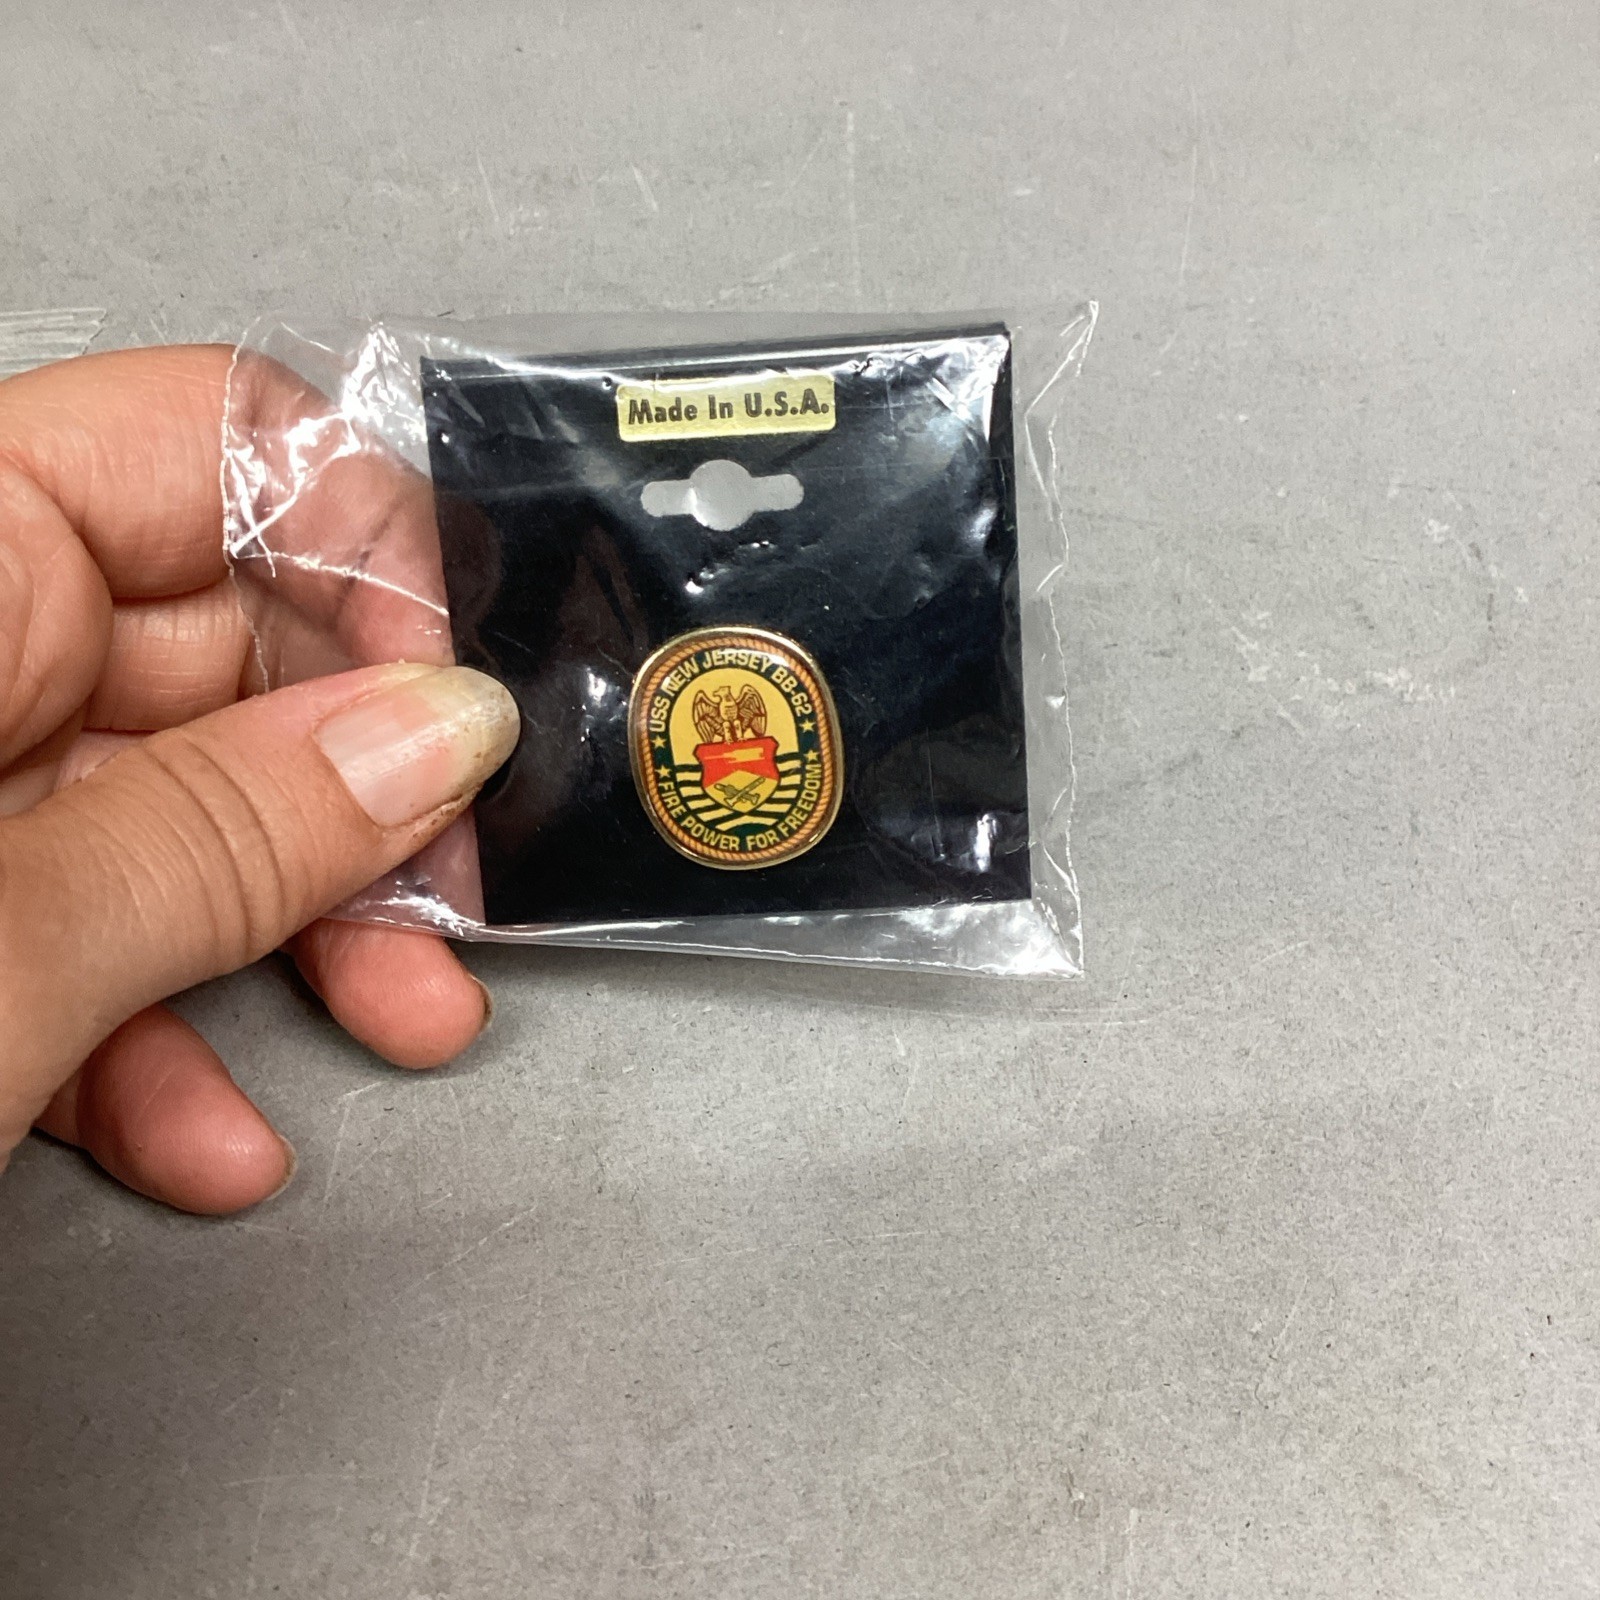 Made In U.S.A.
USS NEW JERSEY BB-62
FIRE POWER FOR FREEDOM